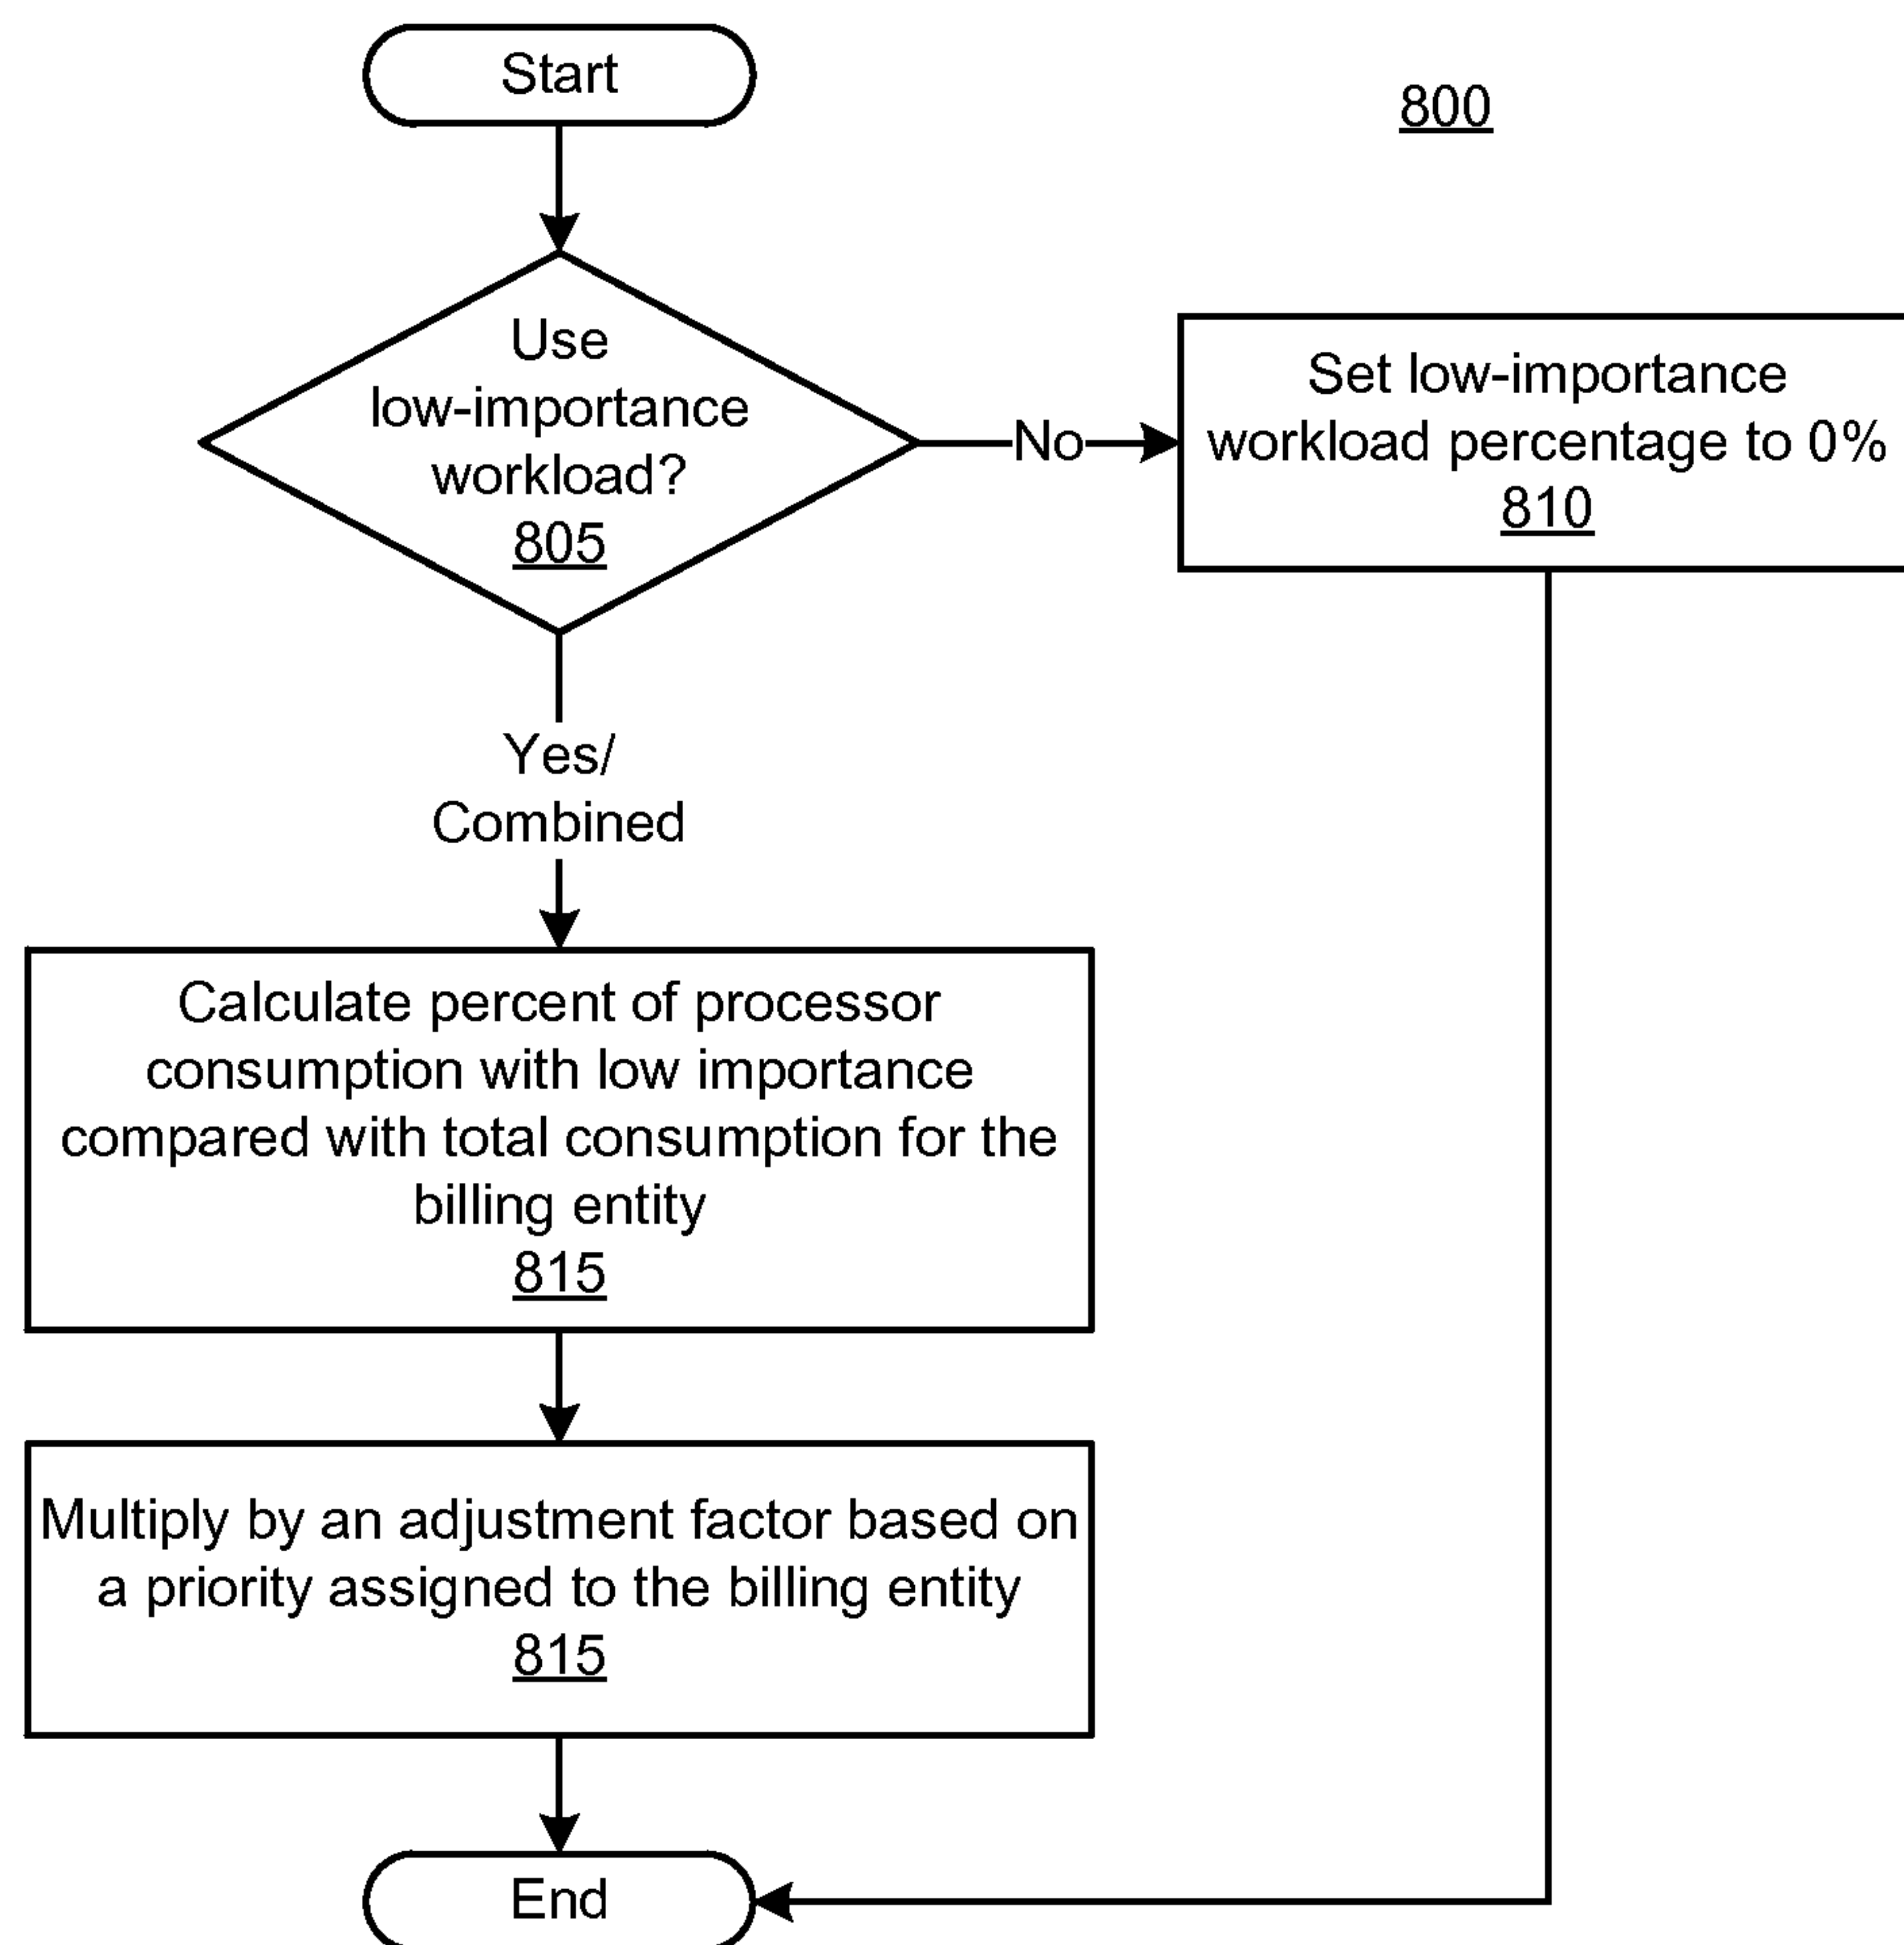 Start
800
Use
low-importance
workload?
805
No
Set low-importance
workload percentage to 0%
810
Yes/
Combined
Calculate percent of processor
consumption with low importance
compared with total consumption for the
billing entity
815
Multiply by an adjustment factor based on
a priority assigned to the billing entity
815
End